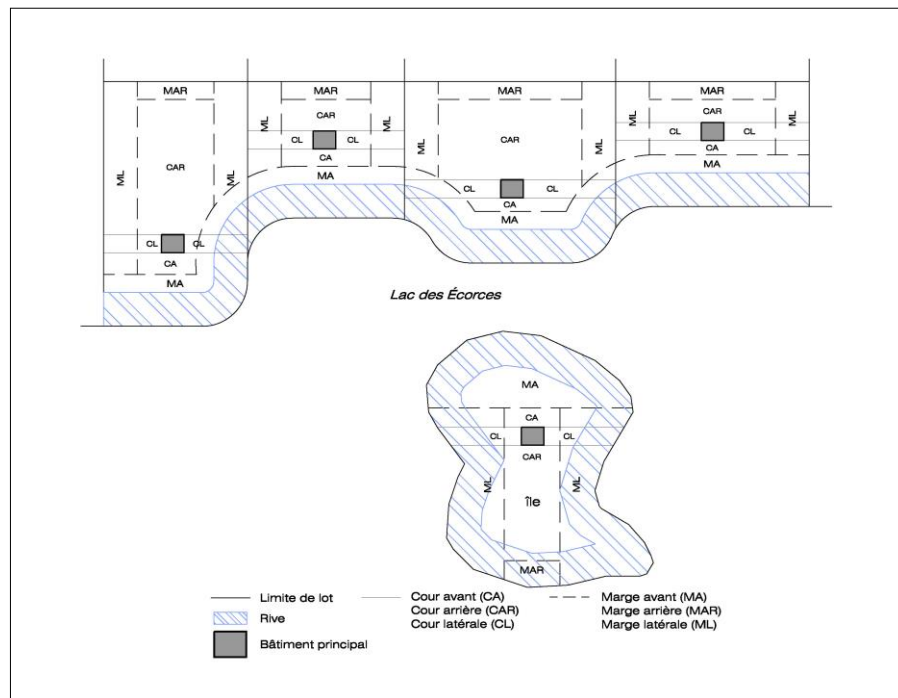 MAR MAR MAR MAR
ML CAR ML ML CAR ML ML CAR ML ML CAR ML
CL CL
CL CL
CA
CA
MA
MA
CL CL
CA
MA
CL CL
CA
MA
Lac des Écorces
MA
CA
CL CL
CAR
ML ML
île
MAR
Limite de lot
Rive
Bâtiment principal
Cour avant (CA)
Cour arrière (CAR)
Cour latérale (CL)
Marge avant (MA)
Marge arrière (MAR)
Marge latérale (ML)